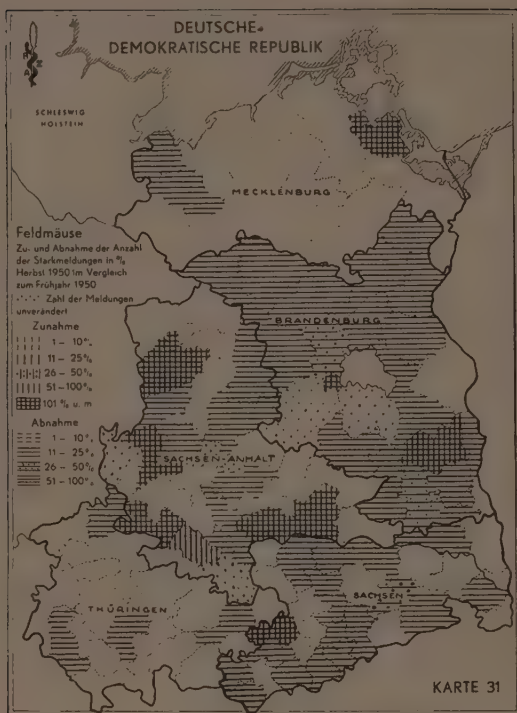 DEUTSCHE
DEMOKRATISCHE REPUBLIK
SCHLESWIG
HOLSTEIN
MECKLENBURG
Feldmäuse
Zu- und Abnahme der Anzahl
der Starkmeldungen in %
Herbst 1950 im Vergleich
zum Frühjahr 1950
Zahl der Meldungen
unverändert
Zunahme
1 – 10%
11 – 25%
26 – 50%
51 – 100%
101 % u. m
Abnahme
1 – 10%
11 – 25%
26 – 50%
51 – 100%
BRANDENBURG
SACHSEN-ANHALT
SACHSEN
THÜRINGEN
KARTE 31